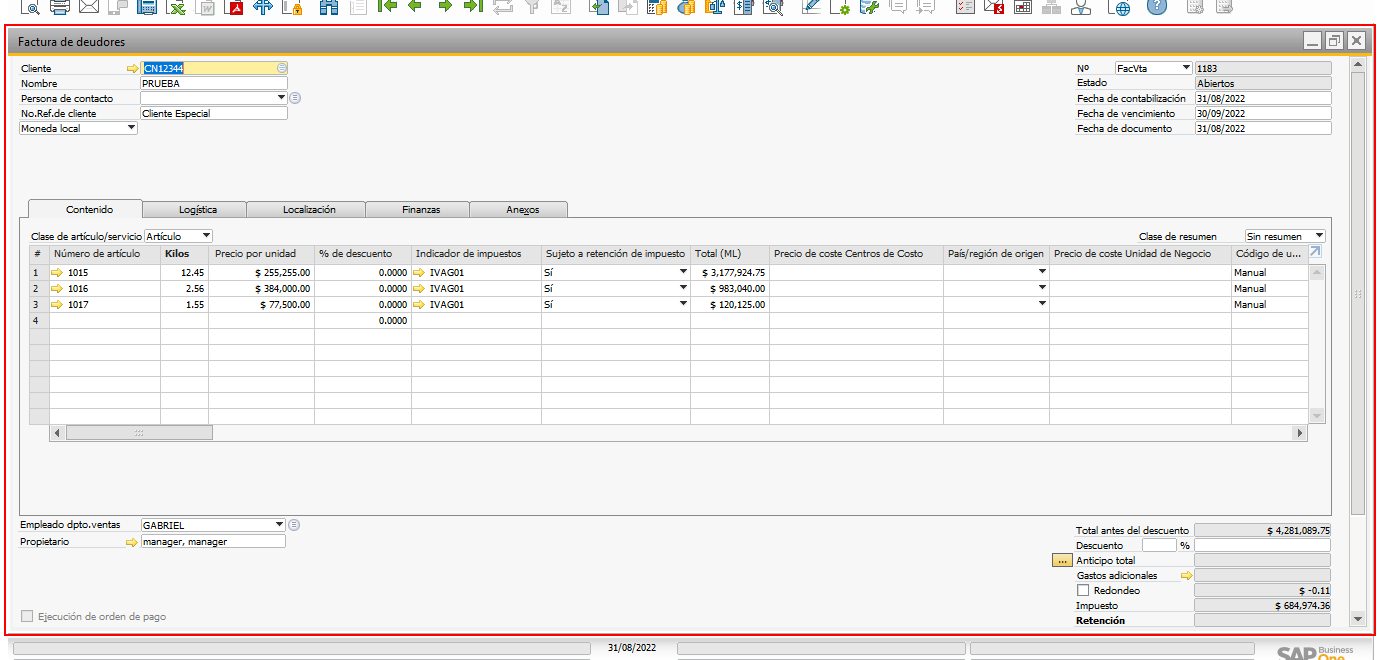 Factura de deudores
Cliente CN12344 Nº FacVta 1183
Nombre PRUEBA Estado Abiertos
Persona de contacto Fecha de contabilización 31/08/2022
No.Ref.de cliente Cliente Especial Fecha de vencimiento 30/09/2022
Moneda local Fecha de documento 31/08/2022
Contenido Logística Localización Finanzas Anexos
Clase de artículo/servicio Artículo Clase de resumen Sin resumen
# Número de artículo Kilos Precio por unidad % de descuento Indicador de impuestos Sujeto a retención de impuesto Total (ML) Precio de coste Centros de Costo País/región de origen Precio de coste Unidad de Negocio Código de u...
1 1015 12.45 $ 255,255.00 0.0000 IVAG01 Sí $ 3,177,924.75 Manual
2 1016 2.56 $ 384,000.00 0.0000 IVAG01 Sí $ 983,040.00 Manual
3 1017 1.55 $ 77,500.00 0.0000 IVAG01 Sí $ 120,125.00 Manual
4 0.0000
Empleado dpto.ventas GABRIEL
Propietario manager, manager
Total antes del descuento $ 4,281,089.75
Descuento %
... Anticipo total
Gastos adicionales
Redondeo $ -0.11
Impuesto $ 684,974.36
Retención
Ejecución de orden de pago
31/08/2022
SAP Business One